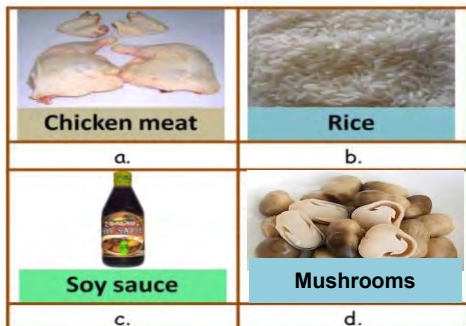 Chicken meat
Rice
a.
b.
Soy sauce
Mushrooms
c.
d.